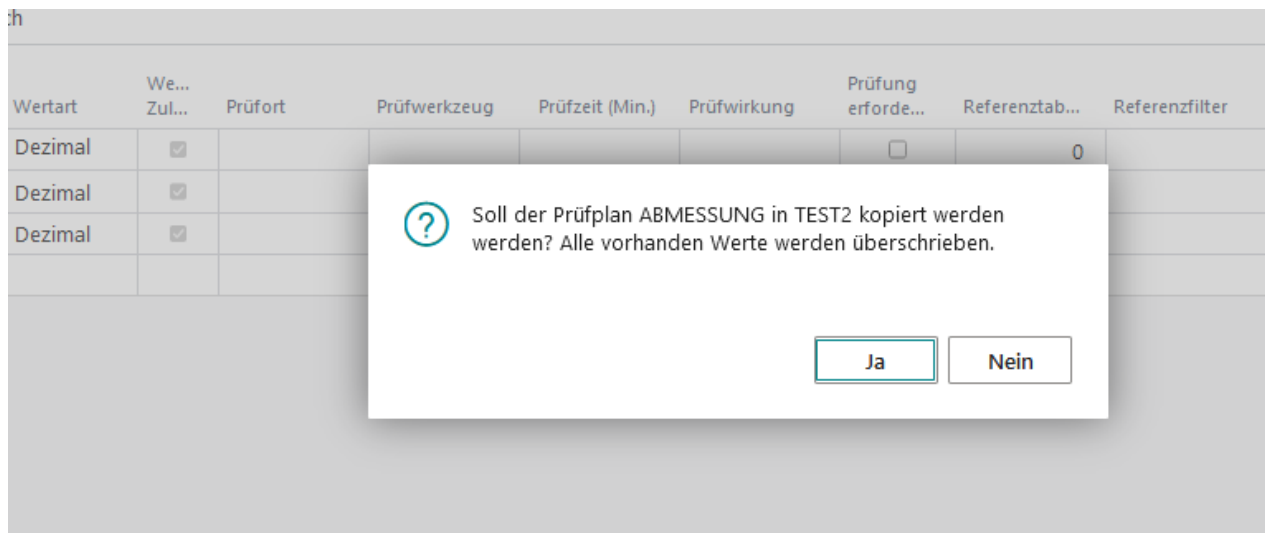 We... Prüfung
Wertart Zul... Prüfort Prüfwerkzeug Prüfzeit (Min.) Prüfwirkung erforde... Referenztab... Referenzfilter
Dezimal 0
Dezimal
Dezimal
Soll der Prüfplan ABMESSUNG in TEST2 kopiert werden
werden? Alle vorhanden Werte werden überschrieben.
Ja Nein